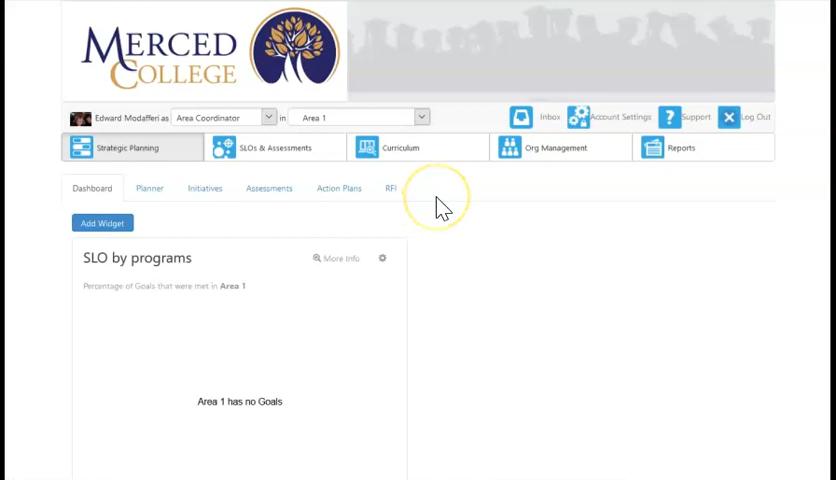 MERCED
COLLEGE
Edward Modafferi as Area Coordinator in Area 1 Inbox Account Settings Support Log Out
Strategic Planning SLOs & Assessments Curriculum Org Management Reports
Dashboard Planner Initiatives Assessments Action Plans RFI
Add Widget
SLO by programs More Info
Percentage of Goals that were met in Area 1
Area 1 has no Goals